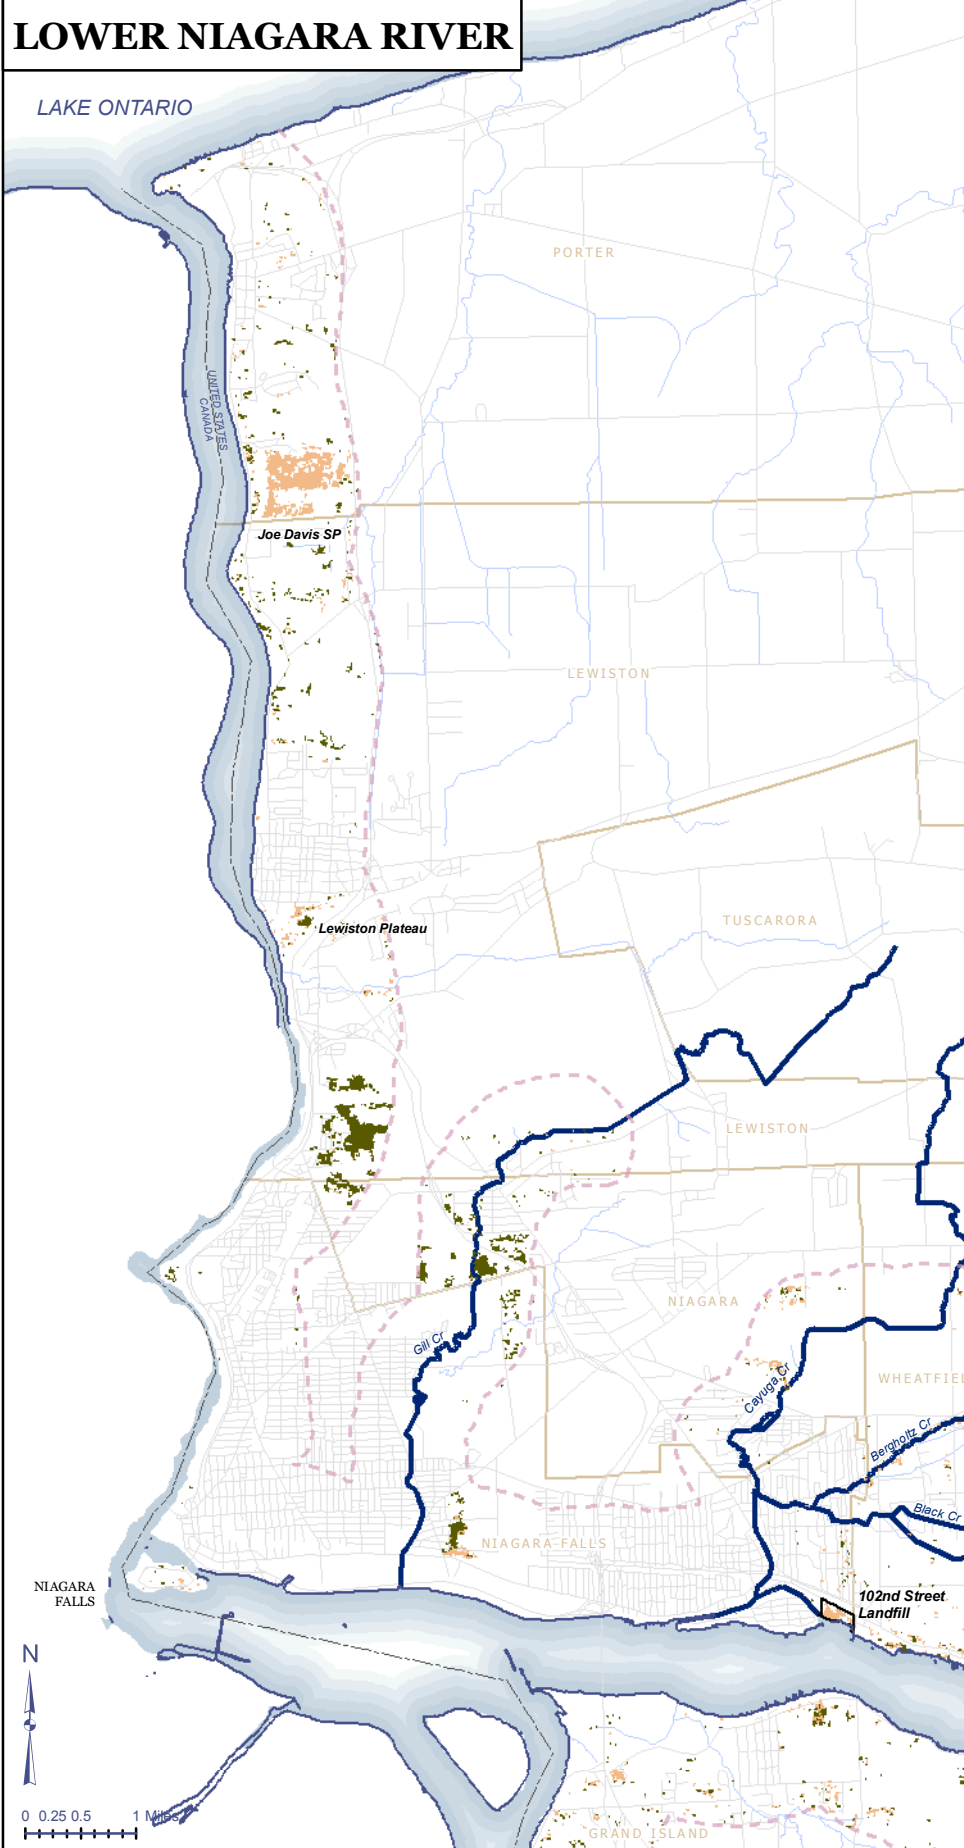 LOWER NIAGARA RIVER
LAKE ONTARIO
PORTER
UNITED STATES
CANADA
Joe Davis SP
LEWISTON
TUSCARORA
Lewiston Plateau
LEWISTON
NIAGARA
Gill Cr
Cayuga Cr
WHEATFIEL
Bergholtz Cr
Black Cr
NIAGARA FALLS
NIAGARA
FALLS
102nd Street
Landfill
N
0 0.25 0.5 1 Miles
GRAND ISLAND